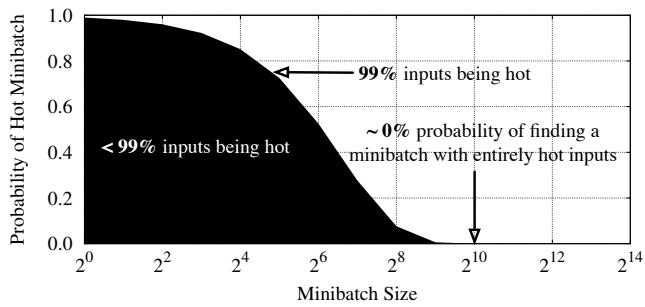 1.0
0.8
0.6
0.4
0.2
0.0
Probability of Hot Minibatch
99% inputs being hot
~0% probability of finding a
minibatch with entirely hot inputs
< 99% inputs being hot
2^0 2^2 2^4 2^6 2^8 2^10 2^12 2^14
Minibatch Size